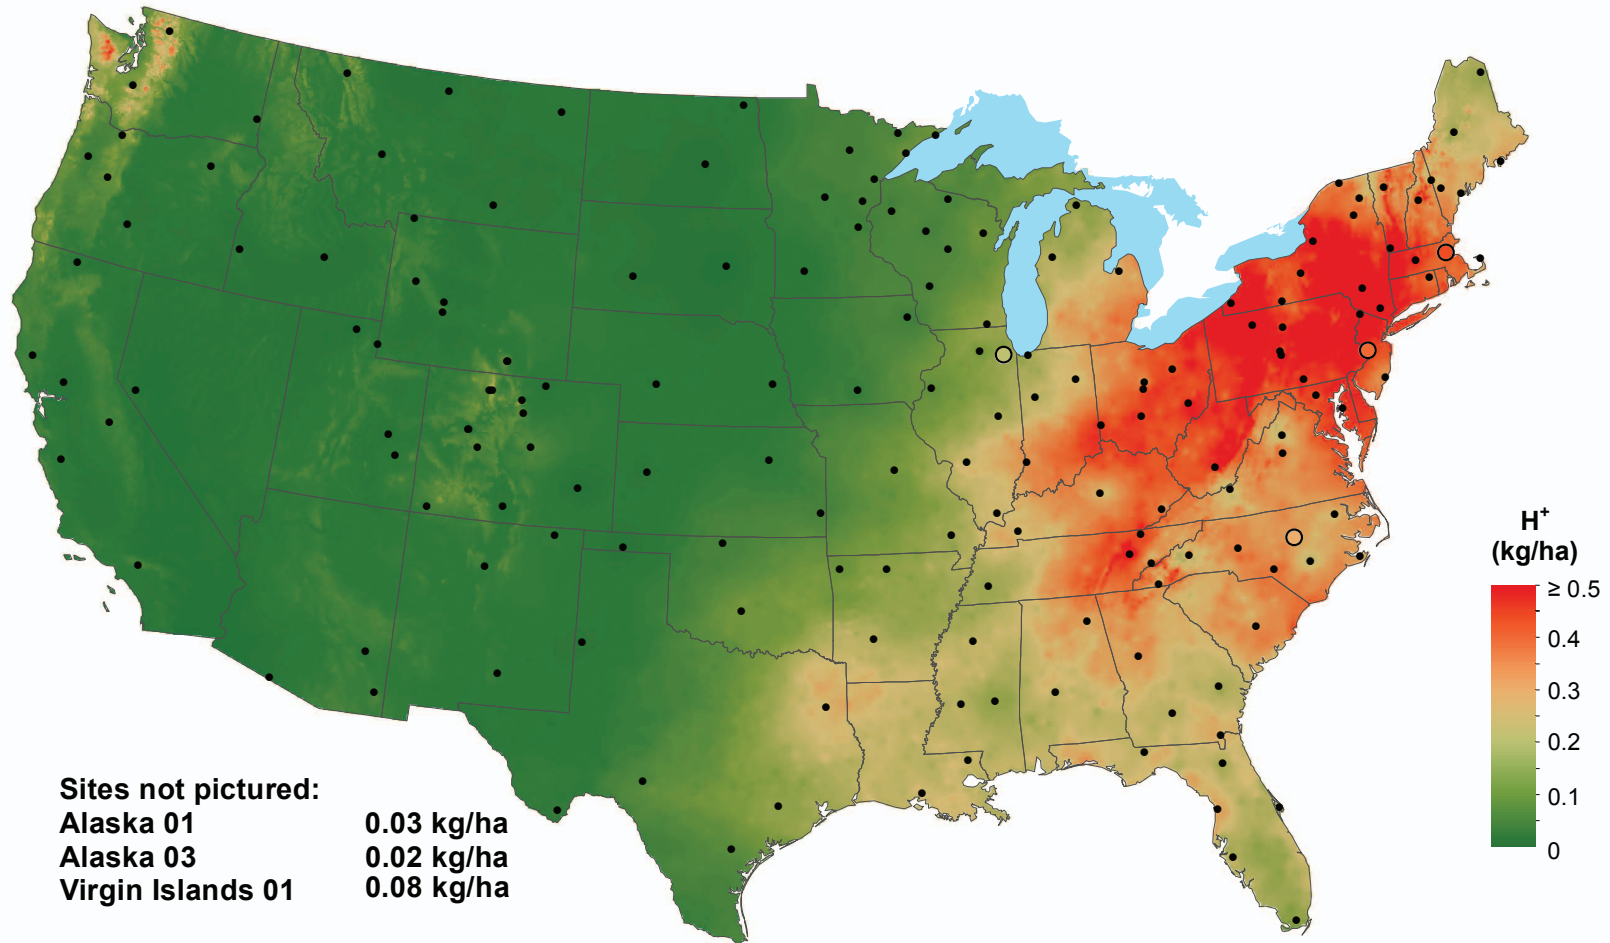 H+
(kg/ha)
≥ 0.5
0.4
0.3
0.2
0.1
0
Sites not pictured:
Alaska 01 0.03 kg/ha
Alaska 03 0.02 kg/ha
Virgin Islands 01 0.08 kg/ha